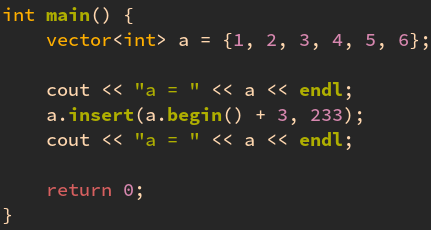 int main() {
    vector<int> a = {1, 2, 3, 4, 5, 6};
    cout << "a = " << a << endl;
    a.insert(a.begin() + 3, 233);
    cout << "a = " << a << endl;
    return 0;
}